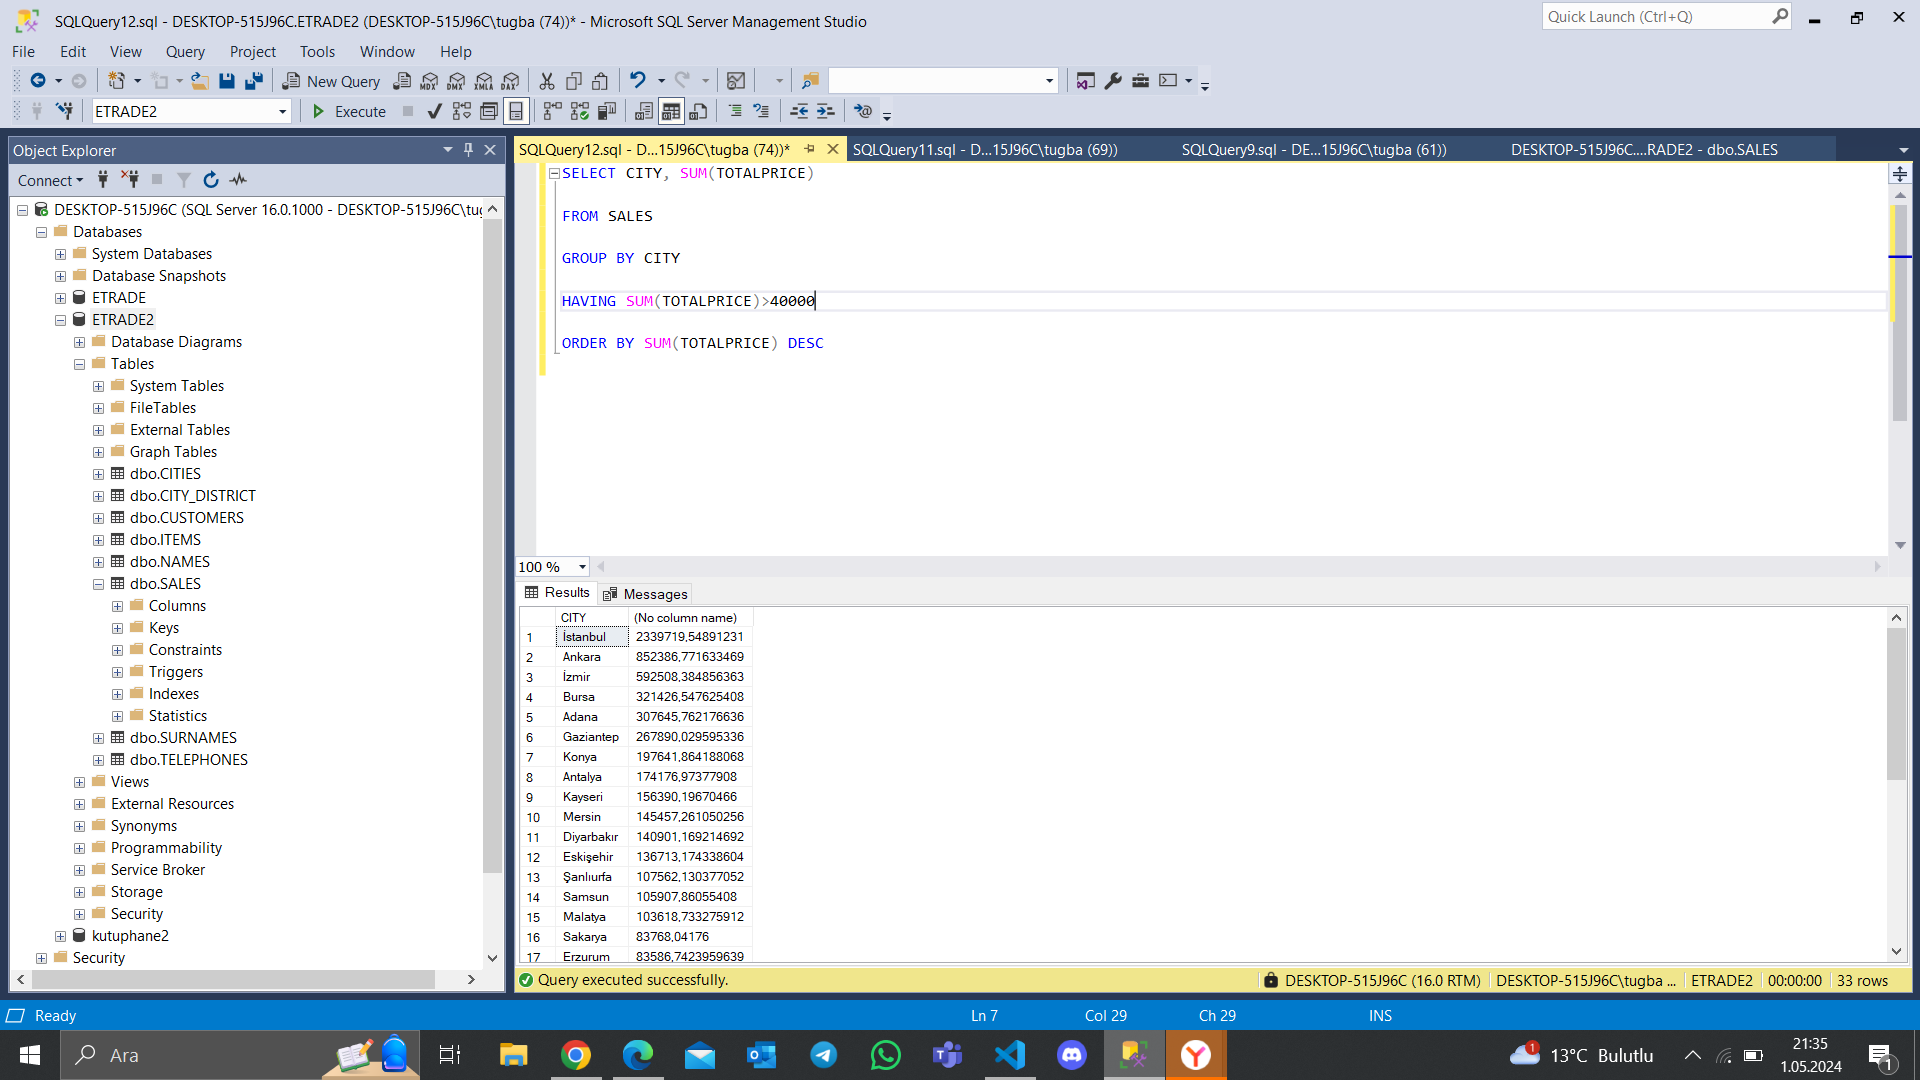 SQLQuery12.sql - DESKTOP-515J96C.ETRADE2 (DESKTOP-515J96C\tugba (74))* - Microsoft SQL Server Management Studio
Quick Launch (Ctrl+Q)
File Edit View Query Project Tools Window Help
New Query
MDX DMX XMLA DAX
ETRADE2
Execute
Object Explorer
SQLQuery12.sql - D...15J96C\tugba (74))*
SQLQuery11.sql - D...15J96C\tugba (69))
SQLQuery9.sql - DE...15J96C\tugba (61))
DESKTOP-515J96C....RADE2 - dbo.SALES
Connect
DESKTOP-515J96C (SQL Server 16.0.1000 - DESKTOP-515J96C\tug
Databases
System Databases
Database Snapshots
ETRADE
ETRADE2
Database Diagrams
Tables
System Tables
FileTables
External Tables
Graph Tables
dbo.CITIES
dbo.CITY_DISTRICT
dbo.CUSTOMERS
dbo.ITEMS
dbo.NAMES
dbo.SALES
Columns
Keys
Constraints
Triggers
Indexes
Statistics
dbo.SURNAMES
dbo.TELEPHONES
Views
External Resources
Synonyms
Programmability
Service Broker
Storage
Security
kutuphane2
Security
SELECT CITY, SUM(TOTALPRICE)
FROM SALES
GROUP BY CITY
HAVING SUM(TOTALPRICE)>40000
ORDER BY SUM(TOTALPRICE) DESC
100 %
Results Messages
CITY (No column name)
1 İstanbul 2339719,54891231
2 Ankara 852386,771633469
3 İzmir 592508,384856363
4 Bursa 321426,547625408
5 Adana 307645,762176636
6 Gaziantep 267890,029595336
7 Konya 197641,864188068
8 Antalya 174176,97377908
9 Kayseri 156390,19670466
10 Mersin 145457,261050256
11 Diyarbakır 140901,169214692
12 Eskişehir 136713,174338604
13 Şanlıurfa 107562,130377052
14 Samsun 105907,86055408
15 Malatya 103618,733275912
16 Sakarya 83768,04176
17 Erzurum 83586,7423959639
Query executed successfully.
DESKTOP-515J96C (16.0 RTM) DESKTOP-515J96C\tugba ... ETRADE2 00:00:00 33 rows
Ready Ln 7 Col 29 Ch 29 INS
Ara
1
13°C Bulutlu
21:35
1.05.2024
1